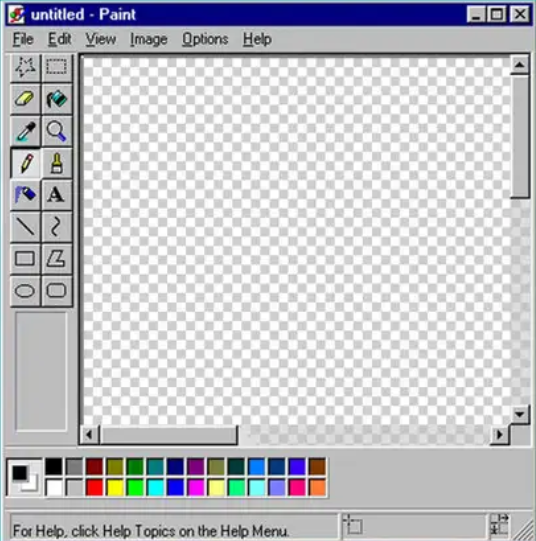 untitled - Paint
File Edit View Image Options Help
A
For Help, click Help Topics on the Help Menu.